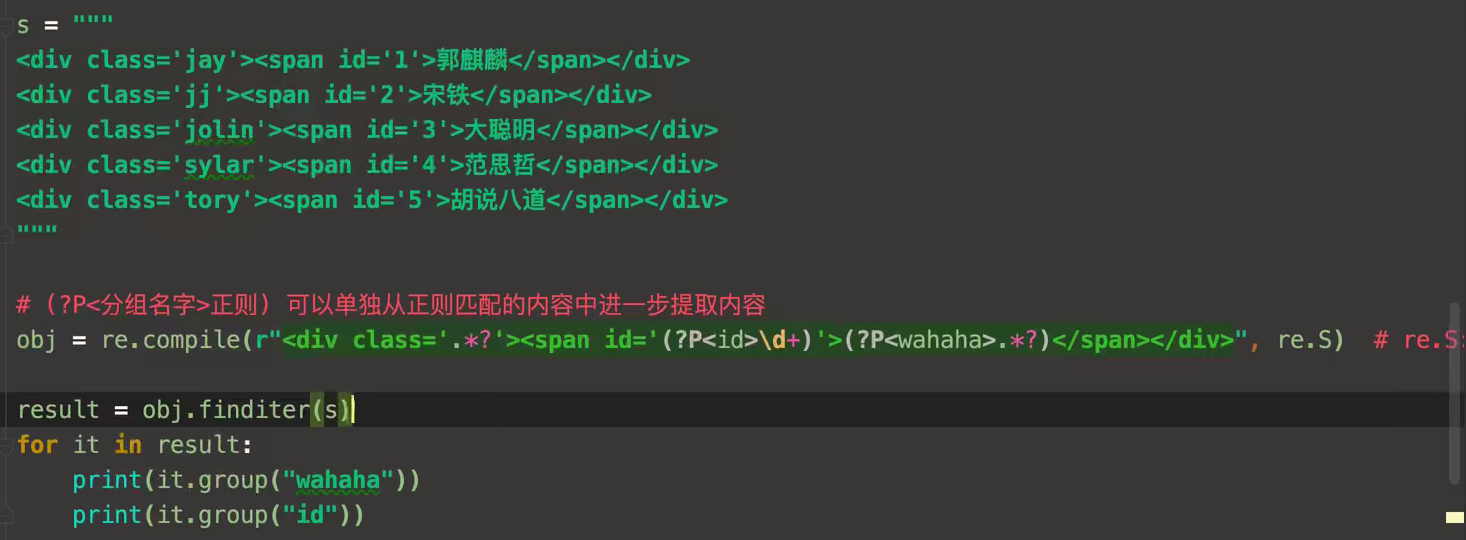 s = """
<div class='jay'><span id='1'>郭麒麟</span></div>
<div class='jj'><span id='2'>宋铁</span></div>
<div class='jolin'><span id='3'>大聪明</span></div>
<div class='sylar'><span id='4'>范思哲</span></div>
<div class='tory'><span id='5'>胡说八道</span></div>
"""
# (?P<分组名字>正则) 可以单独从正则匹配的内容中进一步提取内容
obj = re.compile(r"<div class='.*?'><span id='(?P<id>\d+)'>(?P<wahaha>.*?)</span></div>", re.S)  # re.S:
result = obj.finditer(s)
for it in result:
    print(it.group("wahaha"))
    print(it.group("id"))